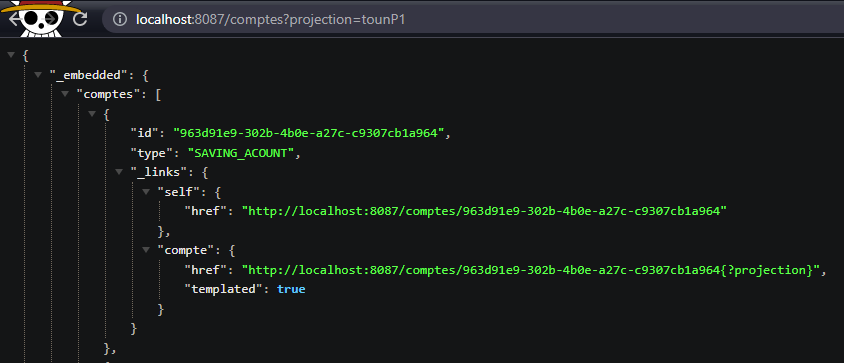 localhost:8087/comptes?projection=tounP1
{
"_embedded": {
"comptes": [
{
"id": "963d91e9-302b-4b0e-a27c-c9307cb1a964",
"type": "SAVING_ACOUNT",
"_links": {
"self": {
"href": "http://localhost:8087/comptes/963d91e9-302b-4b0e-a27c-c9307cb1a964"
},
"compte": {
"href": "http://localhost:8087/comptes/963d91e9-302b-4b0e-a27c-c9307cb1a964{?projection}",
"templated": true
}
}
},